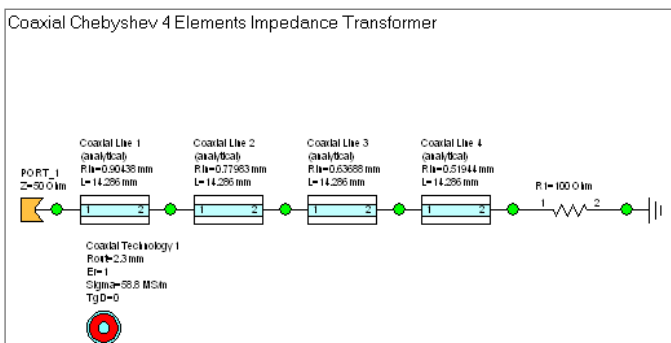 Coaxial Chebyshev 4 Elements Impedance Transformer
PORT_1
Z=50 Ohm
Coaxial Line 1
(analytical)
Rin=0.90438 mm
L=14.286 mm
1 2
Coaxial Line 2
(analytical)
Rin=0.77983 mm
L=14.286 mm
1 2
Coaxial Line 3
(analytical)
Rin=0.63688 mm
L=14.286 mm
1 2
Coaxial Line 4
(analytical)
Rin=0.51944 mm
L=14.286 mm
1 2
R1=100 Ohm
1 2
Coaxial Technology 1
Rout=2.3 mm
Er=1
Sigma=58.8 MS/m
TgD=0